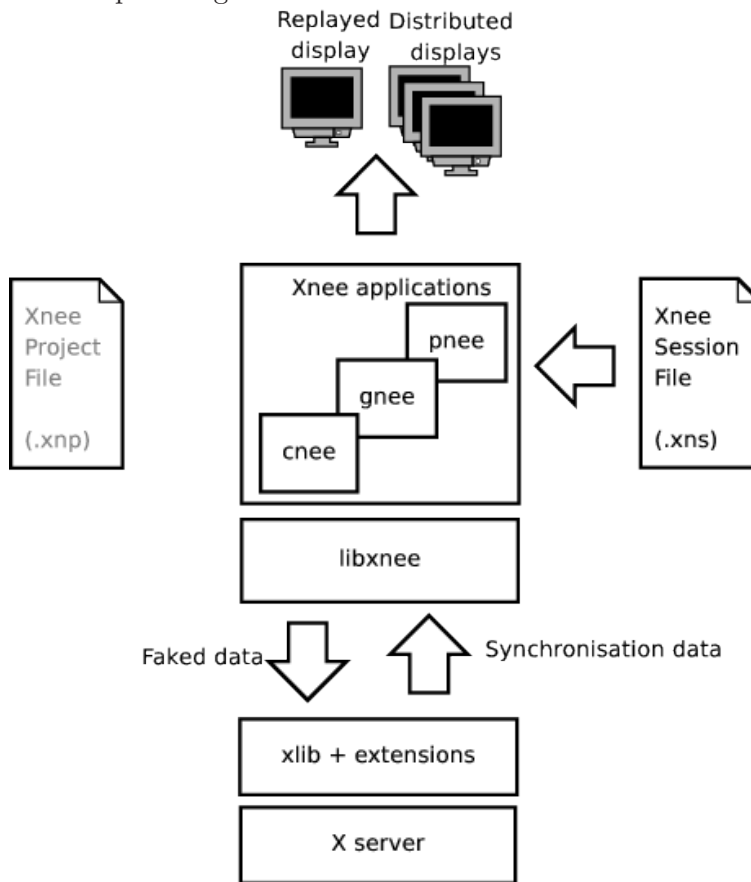 Replayed
display
Distributed
displays
Xnee applications
pnee
gnee
cnee
Xnee
Project
File
(.xnp)
Xnee
Session
File
(.xns)
libxnee
Faked data
Synchronisation data
xlib + extensions
X server